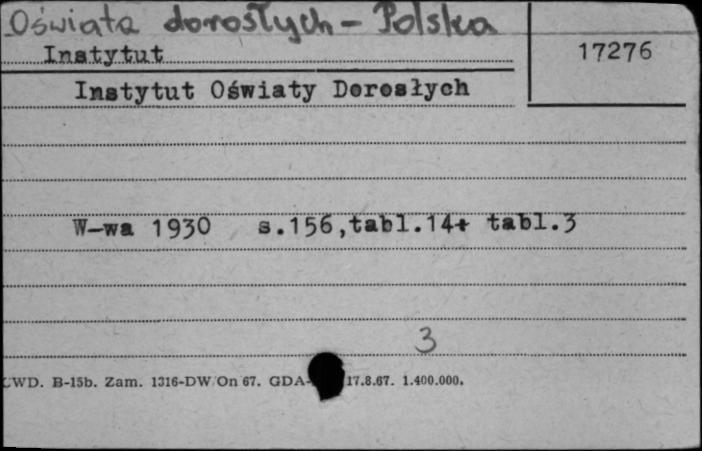 Oświata dorosłych - Polska
Instytut
17276
Instytut Oświaty Dorosłych
W-wa 1930 s.156,tabl.14+ tabl.3
3
LWD. B-15b. Zam. 1316-DW/On 67. GDA- 17.8.67. 1.400.000.